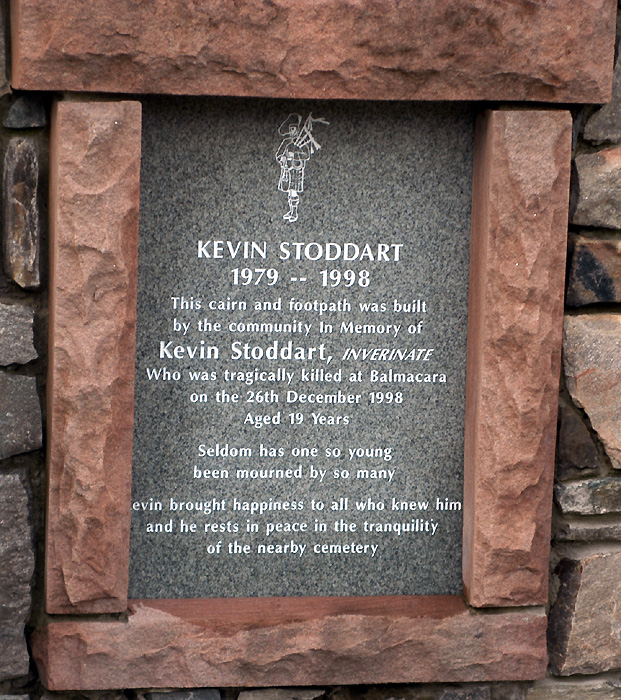 KEVIN STODDART
1979 -- 1998
This cairn and footpath was built
by the community In Memory of
Kevin Stoddart, INVERINATE
Who was tragically killed at Balmacara
on the 26th December 1998
Aged 19 Years
Seldom has one so young
been mourned by so many
evin brought happiness to all who knew him
and he rests in peace in the tranquility
of the nearby cemetery